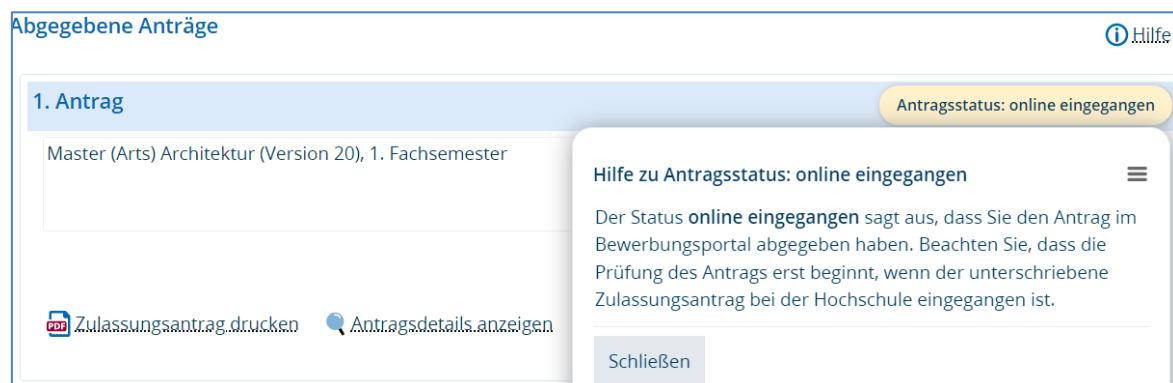 Abgegebene Anträge
Hilfe
1. Antrag
Antragsstatus: online eingegangen
Master (Arts) Architektur (Version 20), 1. Fachsemester
Hilfe zu Antragsstatus: online eingegangen
Der Status online eingegangen sagt aus, dass Sie den Antrag im
Bewerbungsportal abgegeben haben. Beachten Sie, dass die
Prüfung des Antrags erst beginnt, wenn der unterschriebene
Zulassungsantrag bei der Hochschule eingegangen ist.
PDF Zulassungsantrag drucken
Antragsdetails anzeigen
Schließen